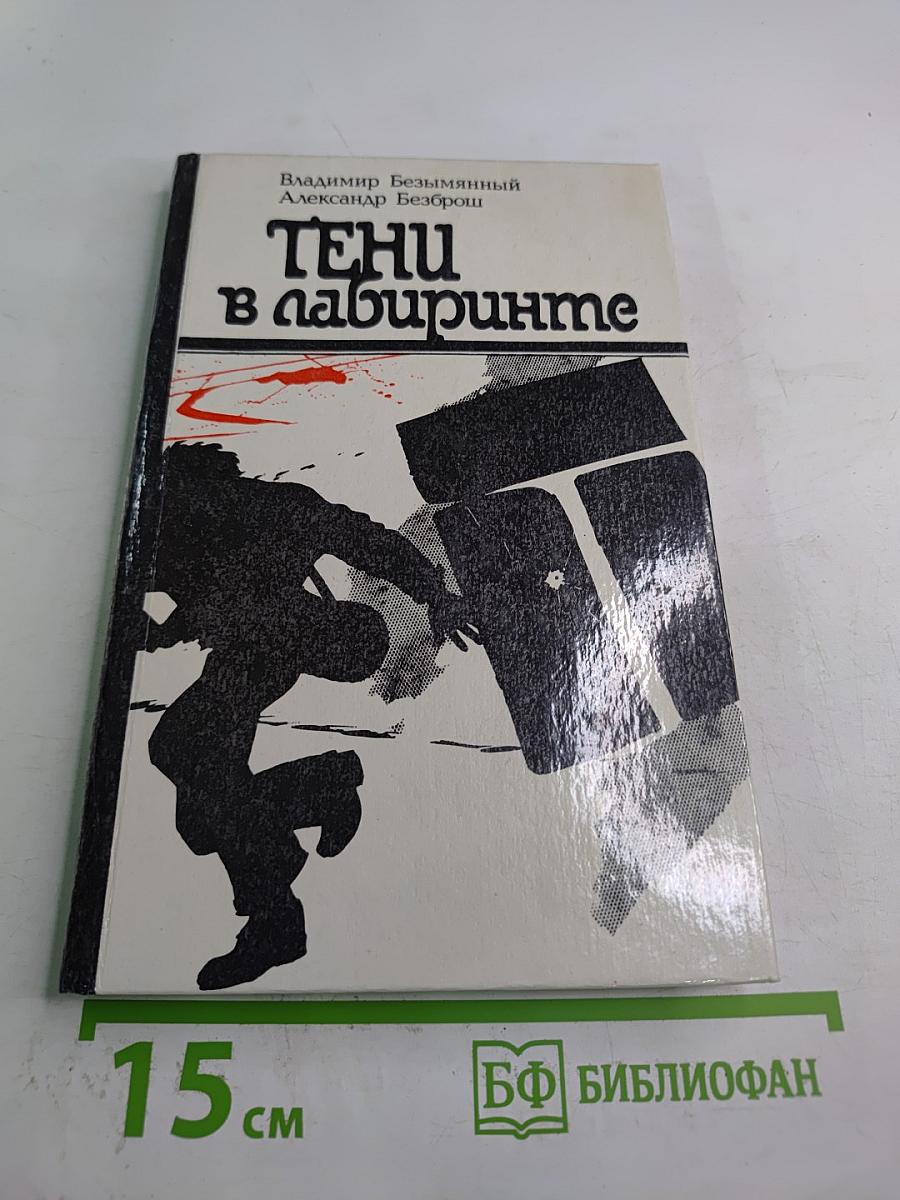 Владимир Безымянный
Александр Безброш
ТЕНИ
в лабиринте
15 см
БФ БИБЛИОФАН